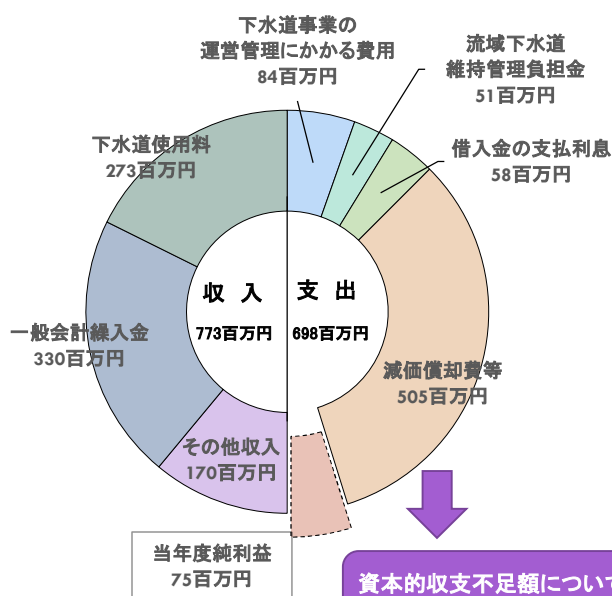 下水道事業の
運営管理にかかる費用
84百万円
流域下水道
維持管理負担金
51百万円
借入金の支払利息
58百万円
下水道使用料
273百万円
収 入
773百万円
支 出
698百万円
一般会計繰入金
330百万円
減価償却費等
505百万円
その他収入
170百万円
当年度純利益
75百万円
資本的収支不足額につい